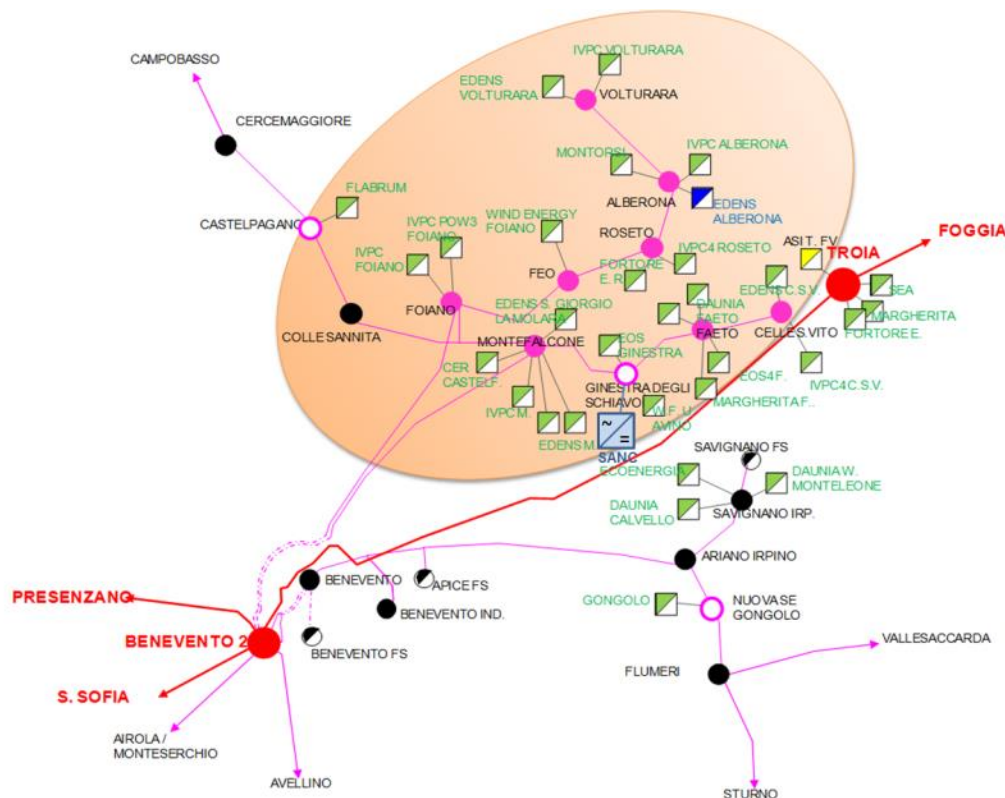 IVPC VOLTURARA
CAMPOBASSO
EDENS
VOLTURARA
VOLTURARA
CERCEMAGGIORE
MONTORSI
IVPC ALBERONA
FLABRUM
ALBERONA
EDENS
ALBERONA
CASTELPAGANO
IVPC POW3
FOIANO
WIND ENERGY
FOIANO
ROSETO
IVPC4 ROSETO
ASI T. FV
TROIA
FOGGIA
IVPC
FOIANO
FEO
FORTORE
E. R.
EDENS C.S.V.
SEA
FOIANO
EDENS S. GIORGIO
LA MOLARA
DAUNIA
FAETO
FAETO
MARGHERITA
FORTORE E.
COLLE SANNITA
MONTEFALCONE
CELLE S. VITO
EOS
GINESTRA
CER
CASTELF.
GINESTRA DEGLI
SCHIAVO
EOS4 F.
IVPC4 C.S.V.
MARGHERITA F..
IVPC M.
EDENS M.
W.F. U.
AVINO
~
=
SANC
SAVIGNANO FS
ECOENERGIA
DAUNIA W.
MONTELEONE
DAUNIA
CALVELLO
SAVIGNANO IRP.
ARIANO IRPINO
BENEVENTO
APICE FS
PRESENZANO
BENEVENTO IND.
GONGOLO
NUOVA SE
GONGOLO
BENEVENTO 2
BENEVENTO FS
VALLESACCARDA
FLUMERI
S. SOFIA
AIROLA /
MONTESERCHIO
AVELLINO
STURNO